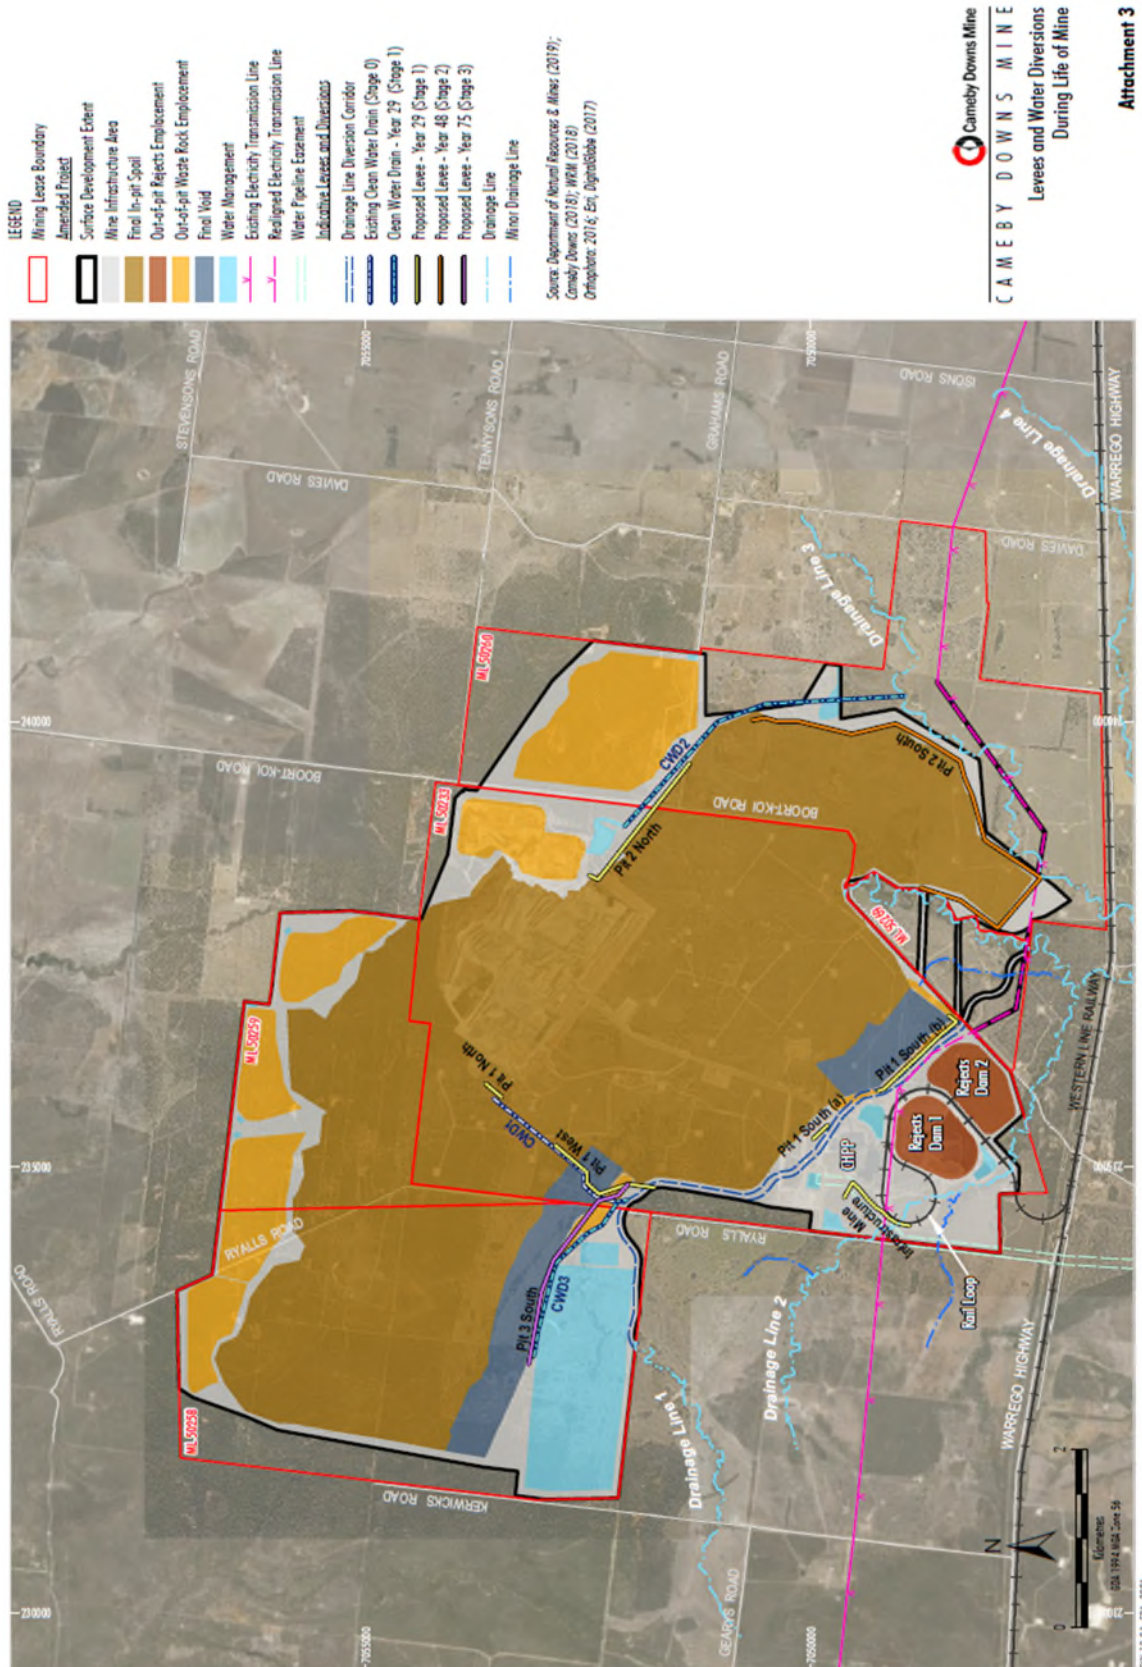 LEGEND
Mining Lease Boundary
Amended Project
Surface Development Extent
Mine Infrastructure Area
Final In-pit Spoil
Out-of-pit Rejects Emplacement
Out-of-pit Waste Rock Emplacement
Final Void
Water Management
Existing Electricity Transmission Line
Realigned Electricity Transmission Line
Water Pipeline Easement
Indicative Levees and Diversions
Drainage Line Diversion Corridor
Existing Clean Water Drain (Stage 0)
Clean Water Drain - Year 29 (Stage 1)
Proposed Levee - Year 29 (Stage 1)
Proposed Levee - Year 48 (Stage 2)
Proposed Levee - Year 75 (Stage 3)
Drainage Line
Minor Drainage Line
Source: Department of Natural Resources & Mines (2019);
Cameby Downs (2018); WRM (2018)
Orthophoto: 2016; Esri, DigitalGlobe (2017)
Cameby Downs Mine
CAMEBY DOWNS MINE
Levees and Water Diversions
During Life of Mine
Attachment 3
STEVENSONS ROAD
7055000
TENNYSONS ROAD
GRAHAMS ROAD
7050000
ISONS ROAD
WARREGO HIGHWAY
DAVIES ROAD
Drainage Line 4
DAVIES ROAD
Drainage Line 3
240000
BOORT-KOI ROAD
ML 50260
ML 50233
CWD2
Pit 2 North
BOORT-KOI ROAD
Pit 2 South
240000
ML 50269
ML 50259
Pit 1 North
CWD1
Pit 1 West
Pit 1 South (b)
Pit 1 South (a)
Rejects
Dam 2
Rejects
Dam 1
CHPP
WESTERN LINE RAILWAY
235000
235000
RYALLS ROAD
RYALLS ROAD
RYALLS ROAD
Mine
Infrastructure
Rail Loop
Pit 3 South
CWD3
Drainage Line 2
Drainage Line 1
ML 50258
KERWICKS ROAD
WARREGO HIGHWAY
GEARYS ROAD
230000
7055000
7050000
N
0
2
Kilometres
GDA 1994 MGA Zone 56